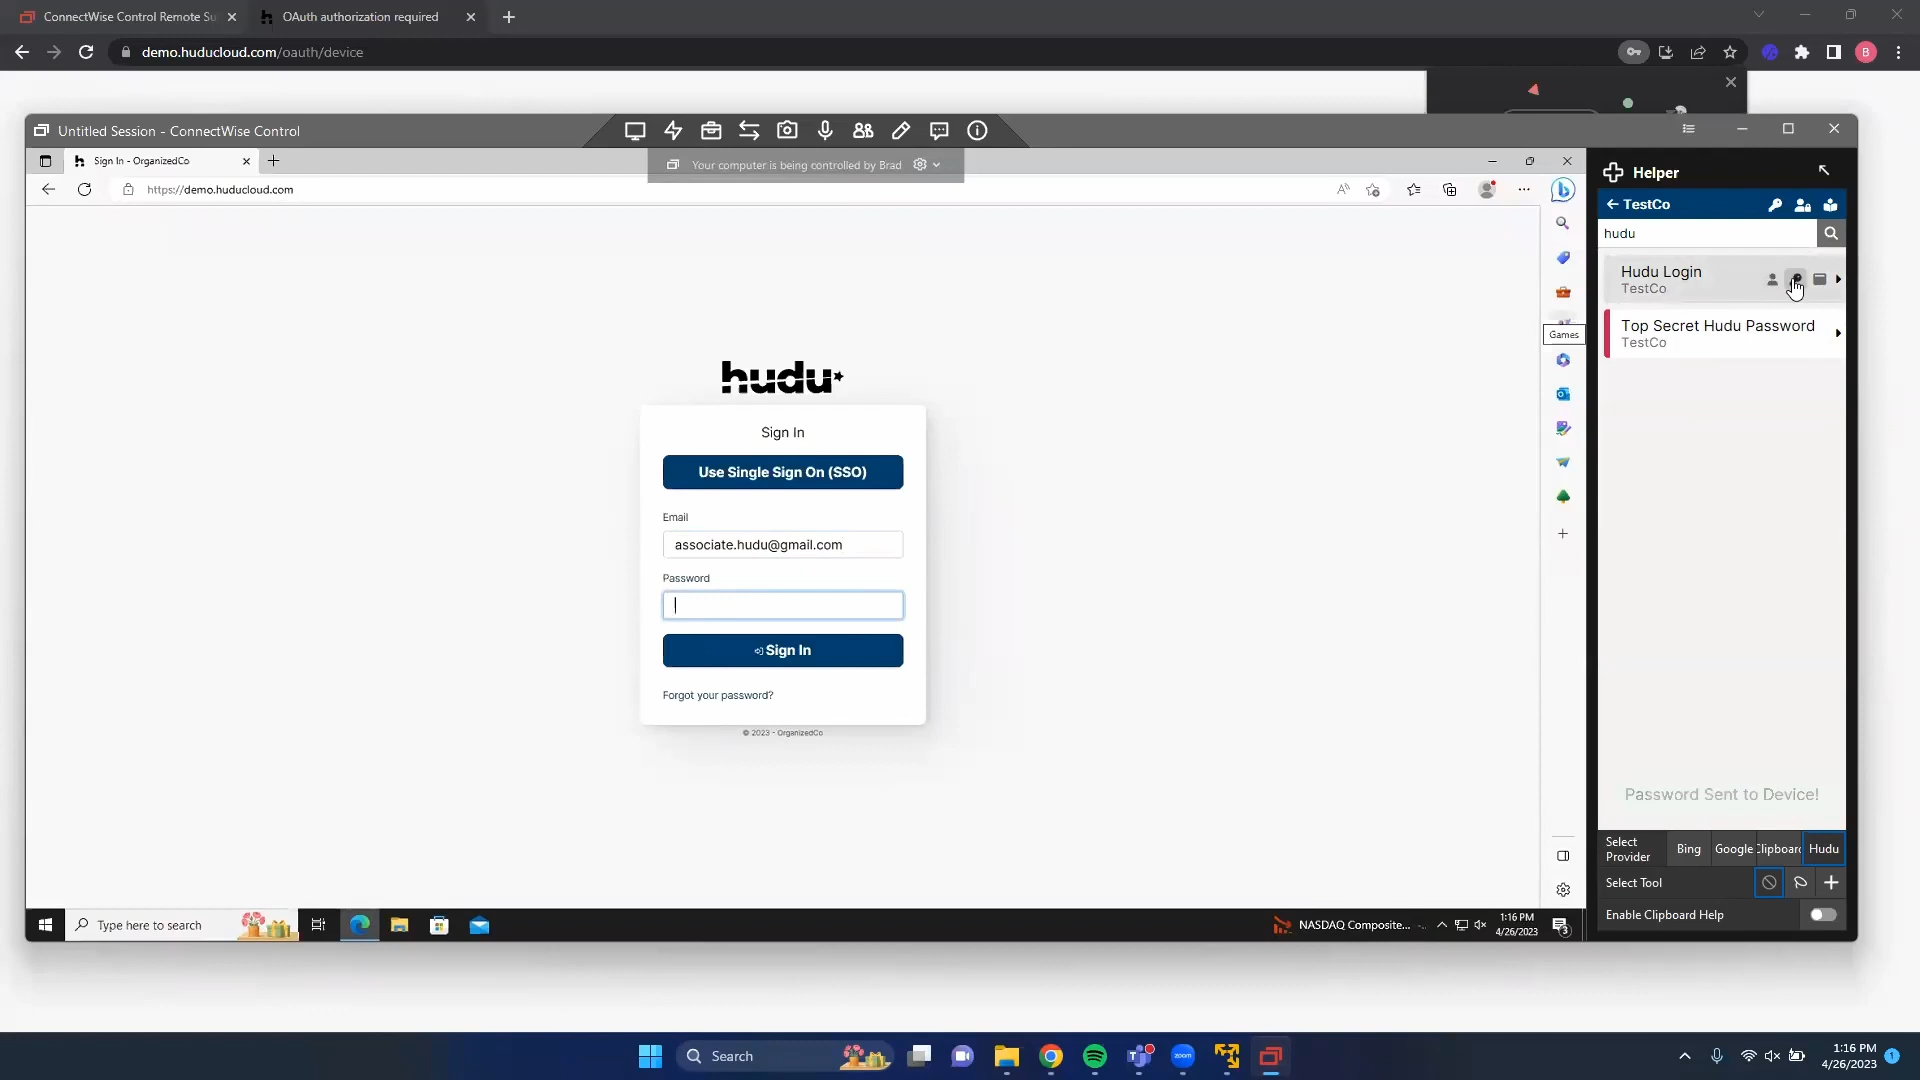 ConnectWise Control Remote Su
OAuth authorization required
demo.huducloud.com/oauth/device
B
Untitled Session - ConnectWise Control
Sign In - OrganizedCo
Your computer is being controlled by Brad
https://demo.huducloud.com
Helper
TestCo
hudu
Hudu Login
TestCo
Top Secret Hudu Password
TestCo
Games
hudu
Sign In
Use Single Sign On (SSO)
Email
associate.hudu@gmail.com
Password
Sign In
Forgot your password?
© 2023 - OrganizedCo
Password Sent to Device!
Select Provider
Bing
Google
Clipboard
Hudu
Select Tool
Enable Clipboard Help
Type here to search
NASDAQ Composite...
1:16 PM
4/26/2023
3
Search
zoom
1:16 PM
4/26/2023
1